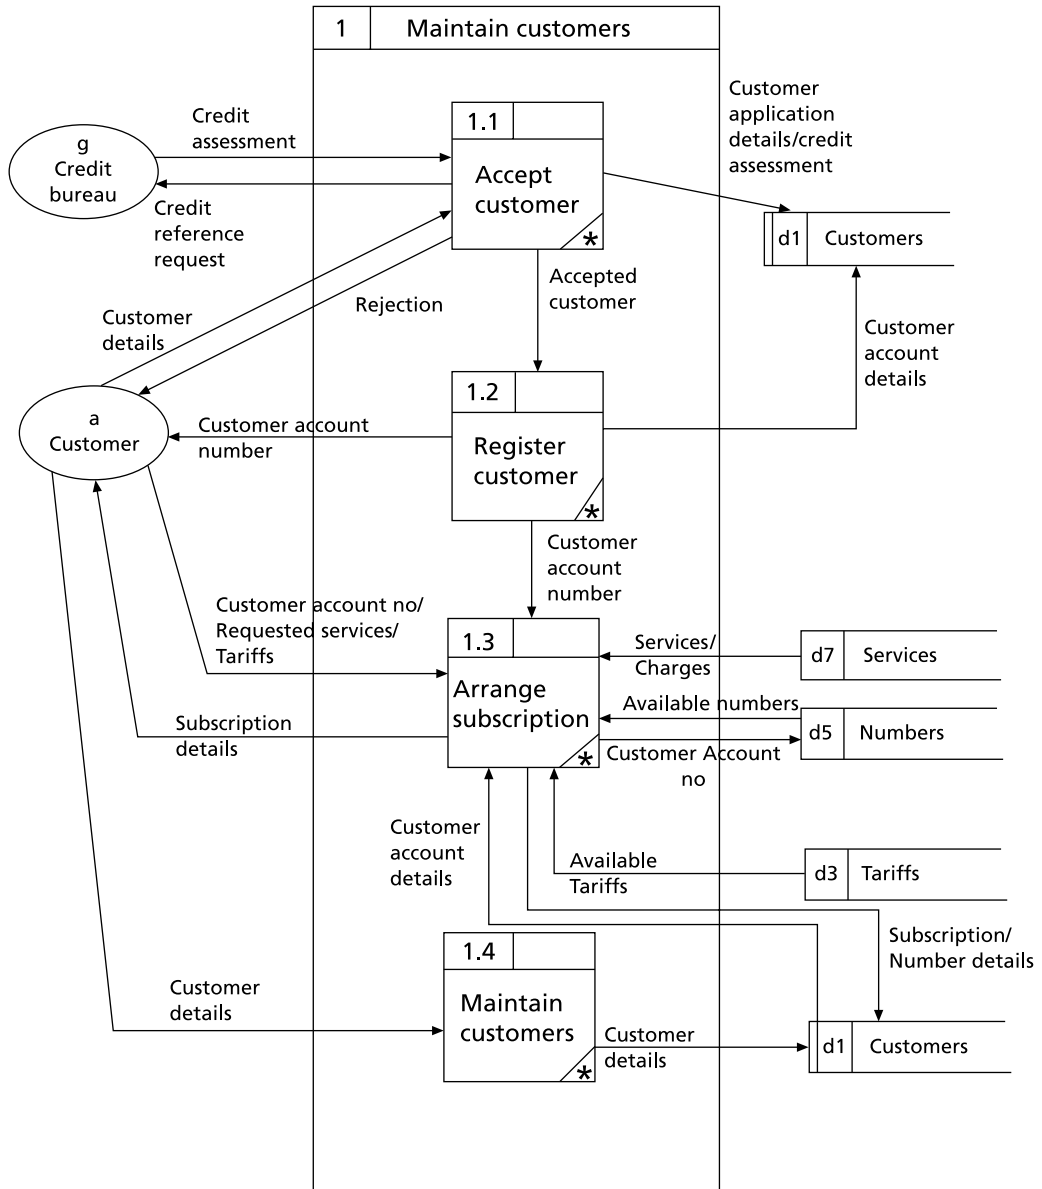 1 Maintain customers
Customer
application
details/credit
assessment
Credit
assessment
1.1
g
Credit
bureau
Accept
customer
*
Credit
reference
request
d1 Customers
Accepted
customer
Rejection
Customer
details
Customer
account
details
1.2
a
Customer
Customer account
number
Register
customer
*
Customer
account
number
Customer account no/
Requested services/
Tariffs
1.3
Services/
Charges
d7 Services
Arrange
subscription
*
Available numbers
d5 Numbers
Subscription
details
Customer Account
no
Customer
account
details
Available
Tariffs
d3 Tariffs
Subscription/
Number details
1.4
Maintain
customers
*
Customer
details
Customer
details
d1 Customers